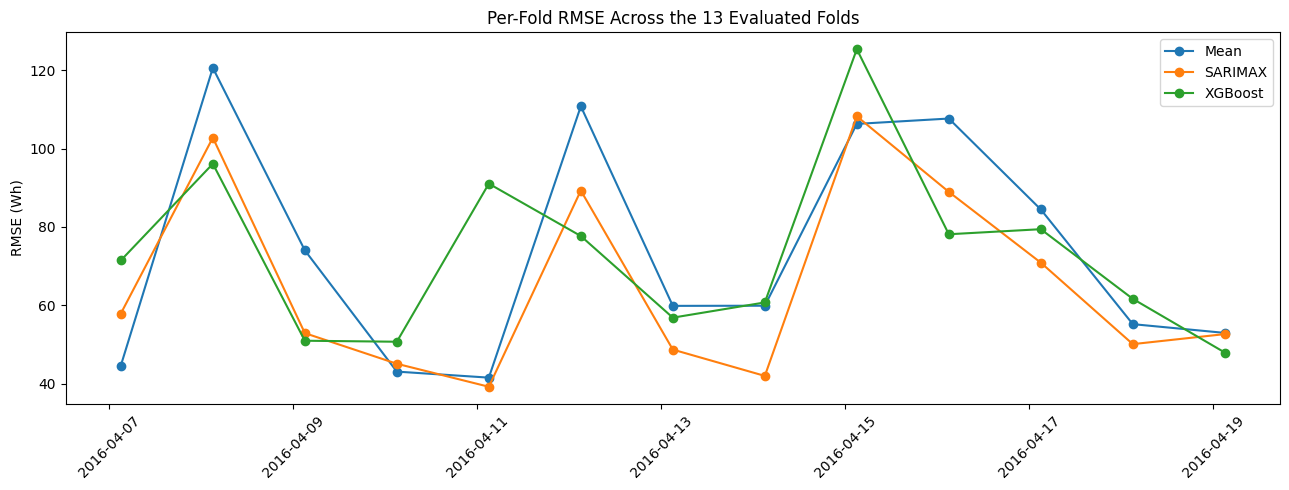 Per-Fold RMSE Across the 13 Evaluated Folds
Mean
SARIMAX
XGBoost
RMSE (Wh)
120
100
80
60
40
2016-04-07
2016-04-09
2016-04-11
2016-04-13
2016-04-15
2016-04-17
2016-04-19